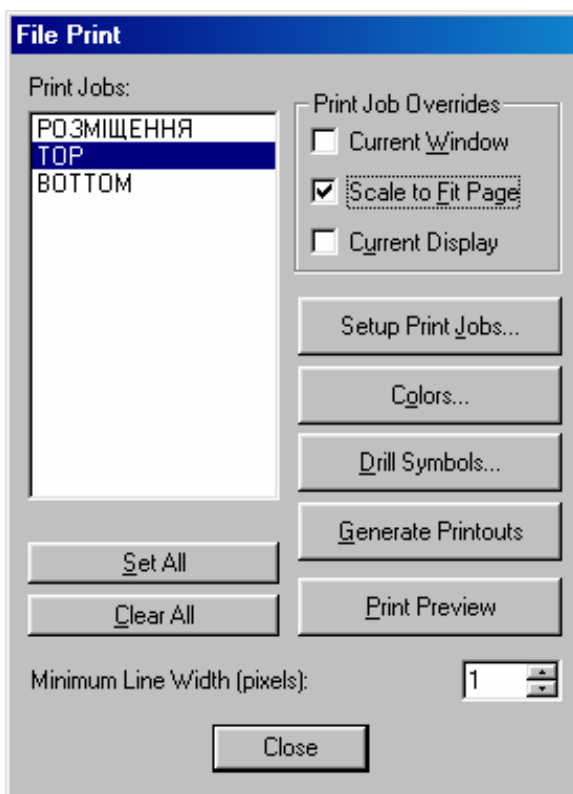 File Print
Print Jobs:
РОЗМІЩЕННЯ
TOP
BOTTOM
Print Job Overrides
Current Window
Scale to Fit Page
Current Display
Setup Print Jobs...
Colors...
Drill Symbols...
Generate Printouts
Print Preview
Set All
Clear All
Minimum Line Width (pixels):
1
Close